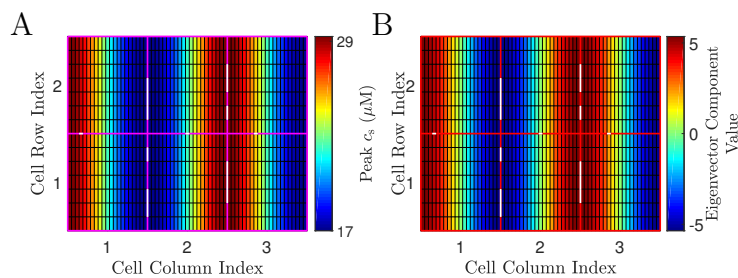 A
B
29
17
Peak cₛ (μM)
5
0
-5
Eigenvector Component
Value
2
1
Cell Row Index
1 2 3
Cell Column Index
2
1
Cell Row Index
1 2 3
Cell Column Index